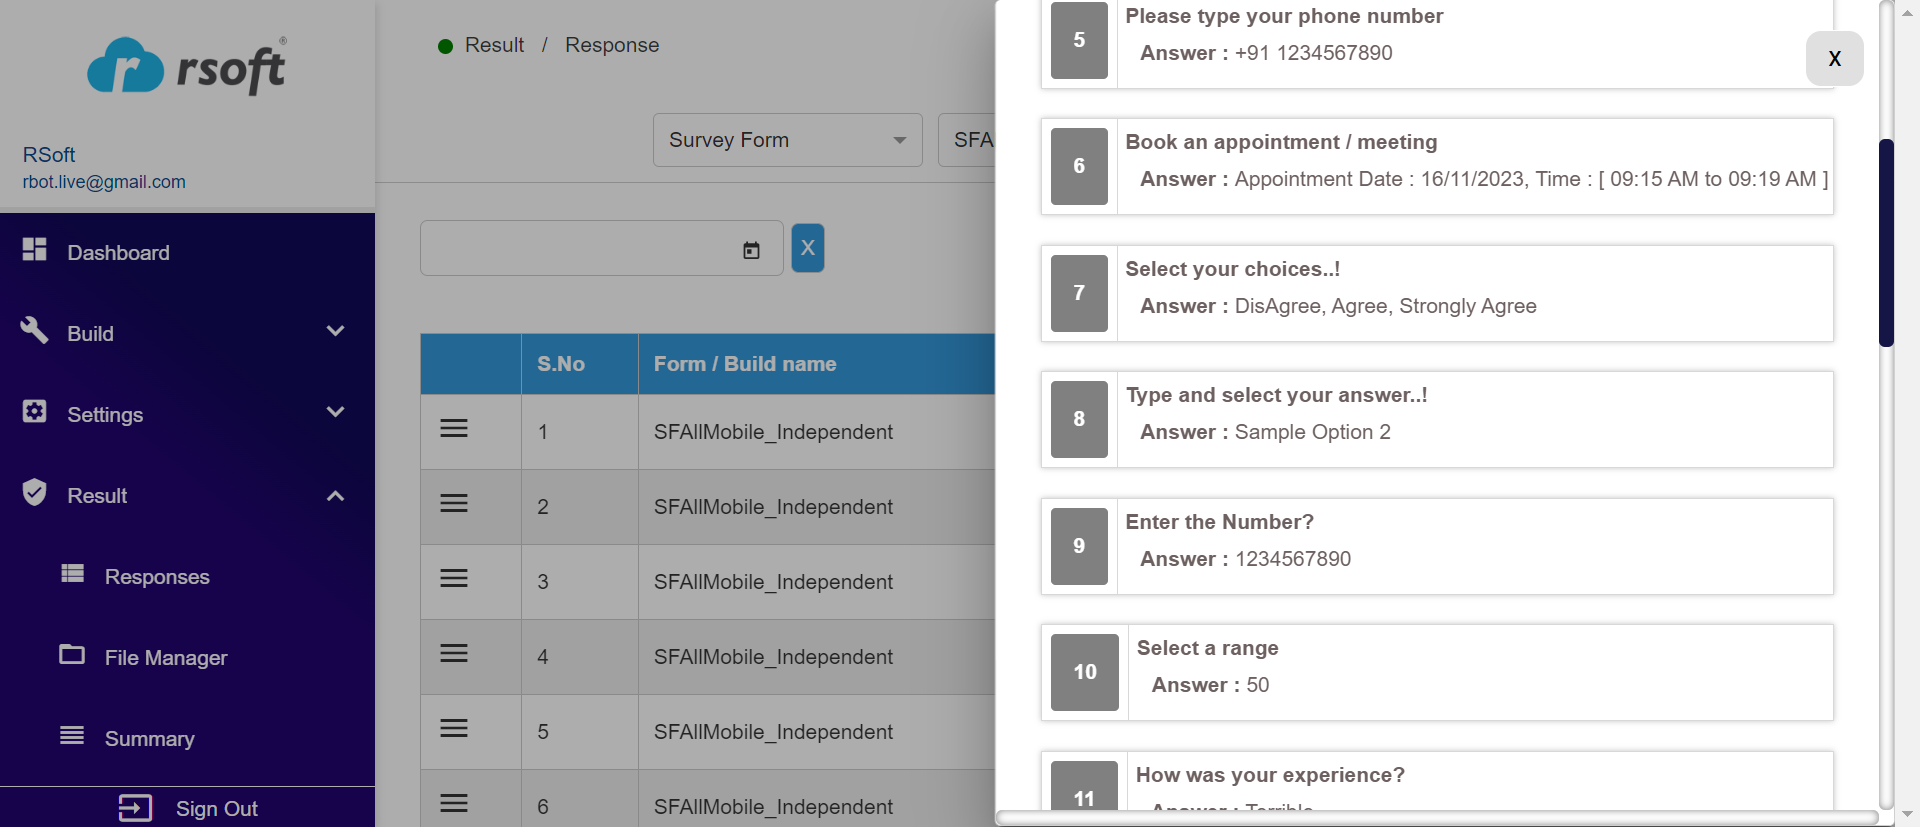 rsoft®
RSoft
rbot.live@gmail.com
Dashboard
Build
Settings
Result
Responses
File Manager
Summary
Sign Out
Result / Response
Survey Form
SFA
X
S.No Form / Build name
1 SFAllMobile_Independent
2 SFAllMobile_Independent
3 SFAllMobile_Independent
4 SFAllMobile_Independent
5 SFAllMobile_Independent
6 SFAllMobile_Independent
X
5 Please type your phone number
Answer : +91 1234567890
6 Book an appointment / meeting
Answer : Appointment Date : 16/11/2023, Time : [ 09:15 AM to 09:19 AM ]
7 Select your choices..!
Answer : DisAgree, Agree, Strongly Agree
8 Type and select your answer..!
Answer : Sample Option 2
9 Enter the Number?
Answer : 1234567890
10 Select a range
Answer : 50
11 How was your experience?
Answer : Terrible